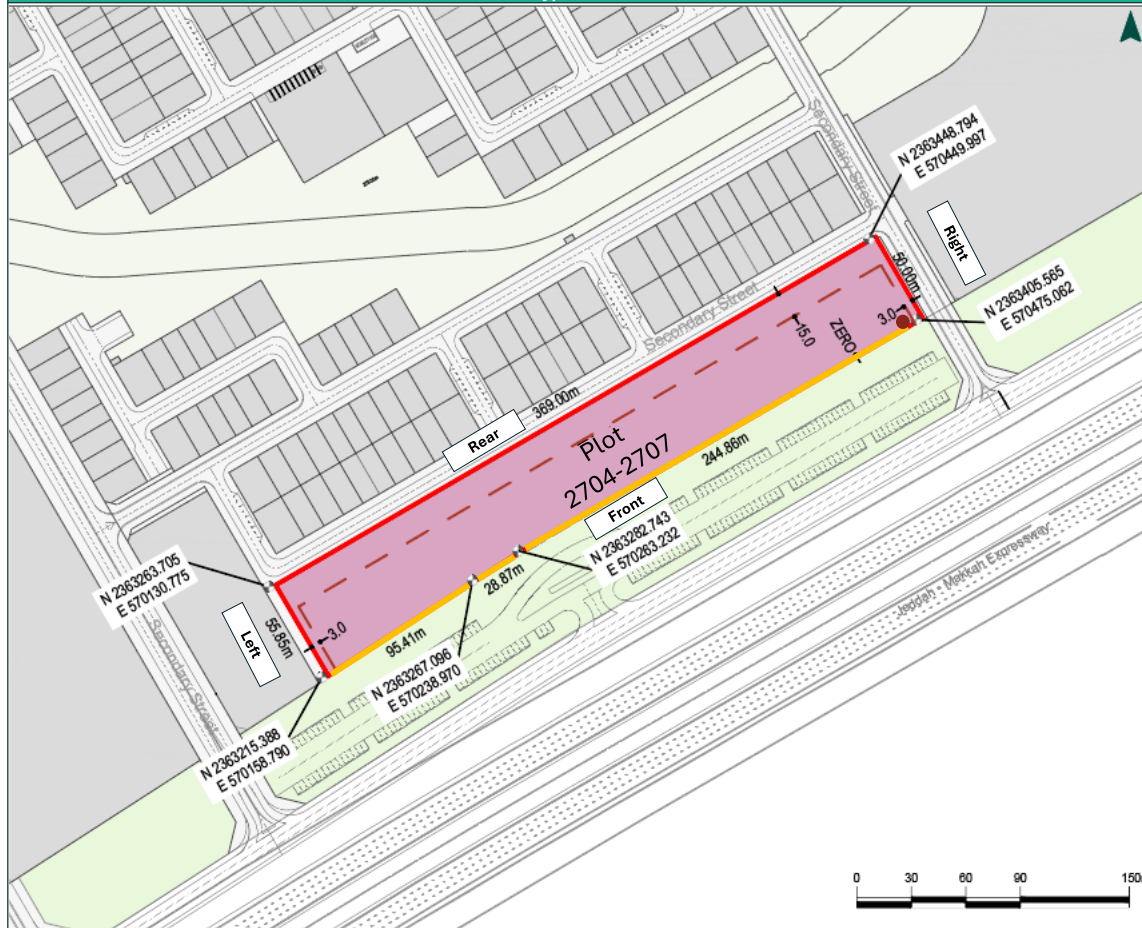 Secondary Street
N 2363448.794
E 570449.997
Right
50.00m
N 2363405.565
E 570475.062
3.0
ZERO
15.0
Secondary Street
369.00m
Rear
Plot
2704-2707
244.86m
Front
N 2363282.743
E 570263.232
28.87m
N 2363263.705
E 570130.775
55.85m
3.0
Left
95.41m
N 2363267.096
E 570238.970
Secondary Street
N 2363215.388
E 570158.790
Jeddah - Makkah Expressway
0 30 60 90 150